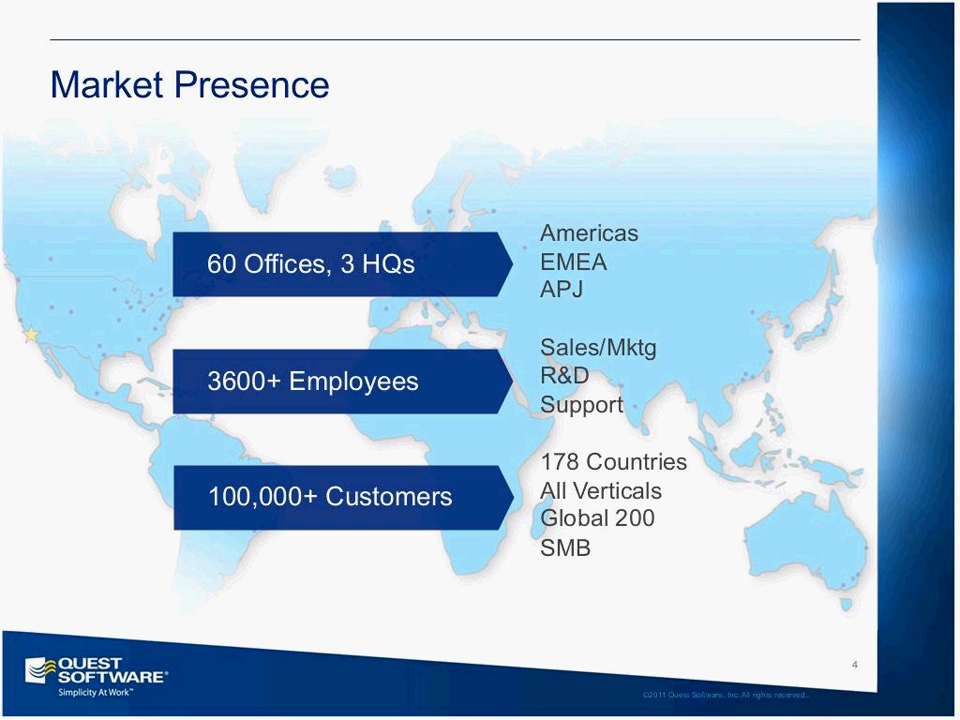 Market Presence
60 Offices, 3 HQs
Americas
EMEA
APJ
3600+ Employees
Sales/Mktg
R&D
Support
100,000+ Customers
178 Countries
All Verticals
Global 200
SMB
QUEST
SOFTWARE®
Simplicity At Work™
4
©2011 Quest Software, Inc. All rights reserved..